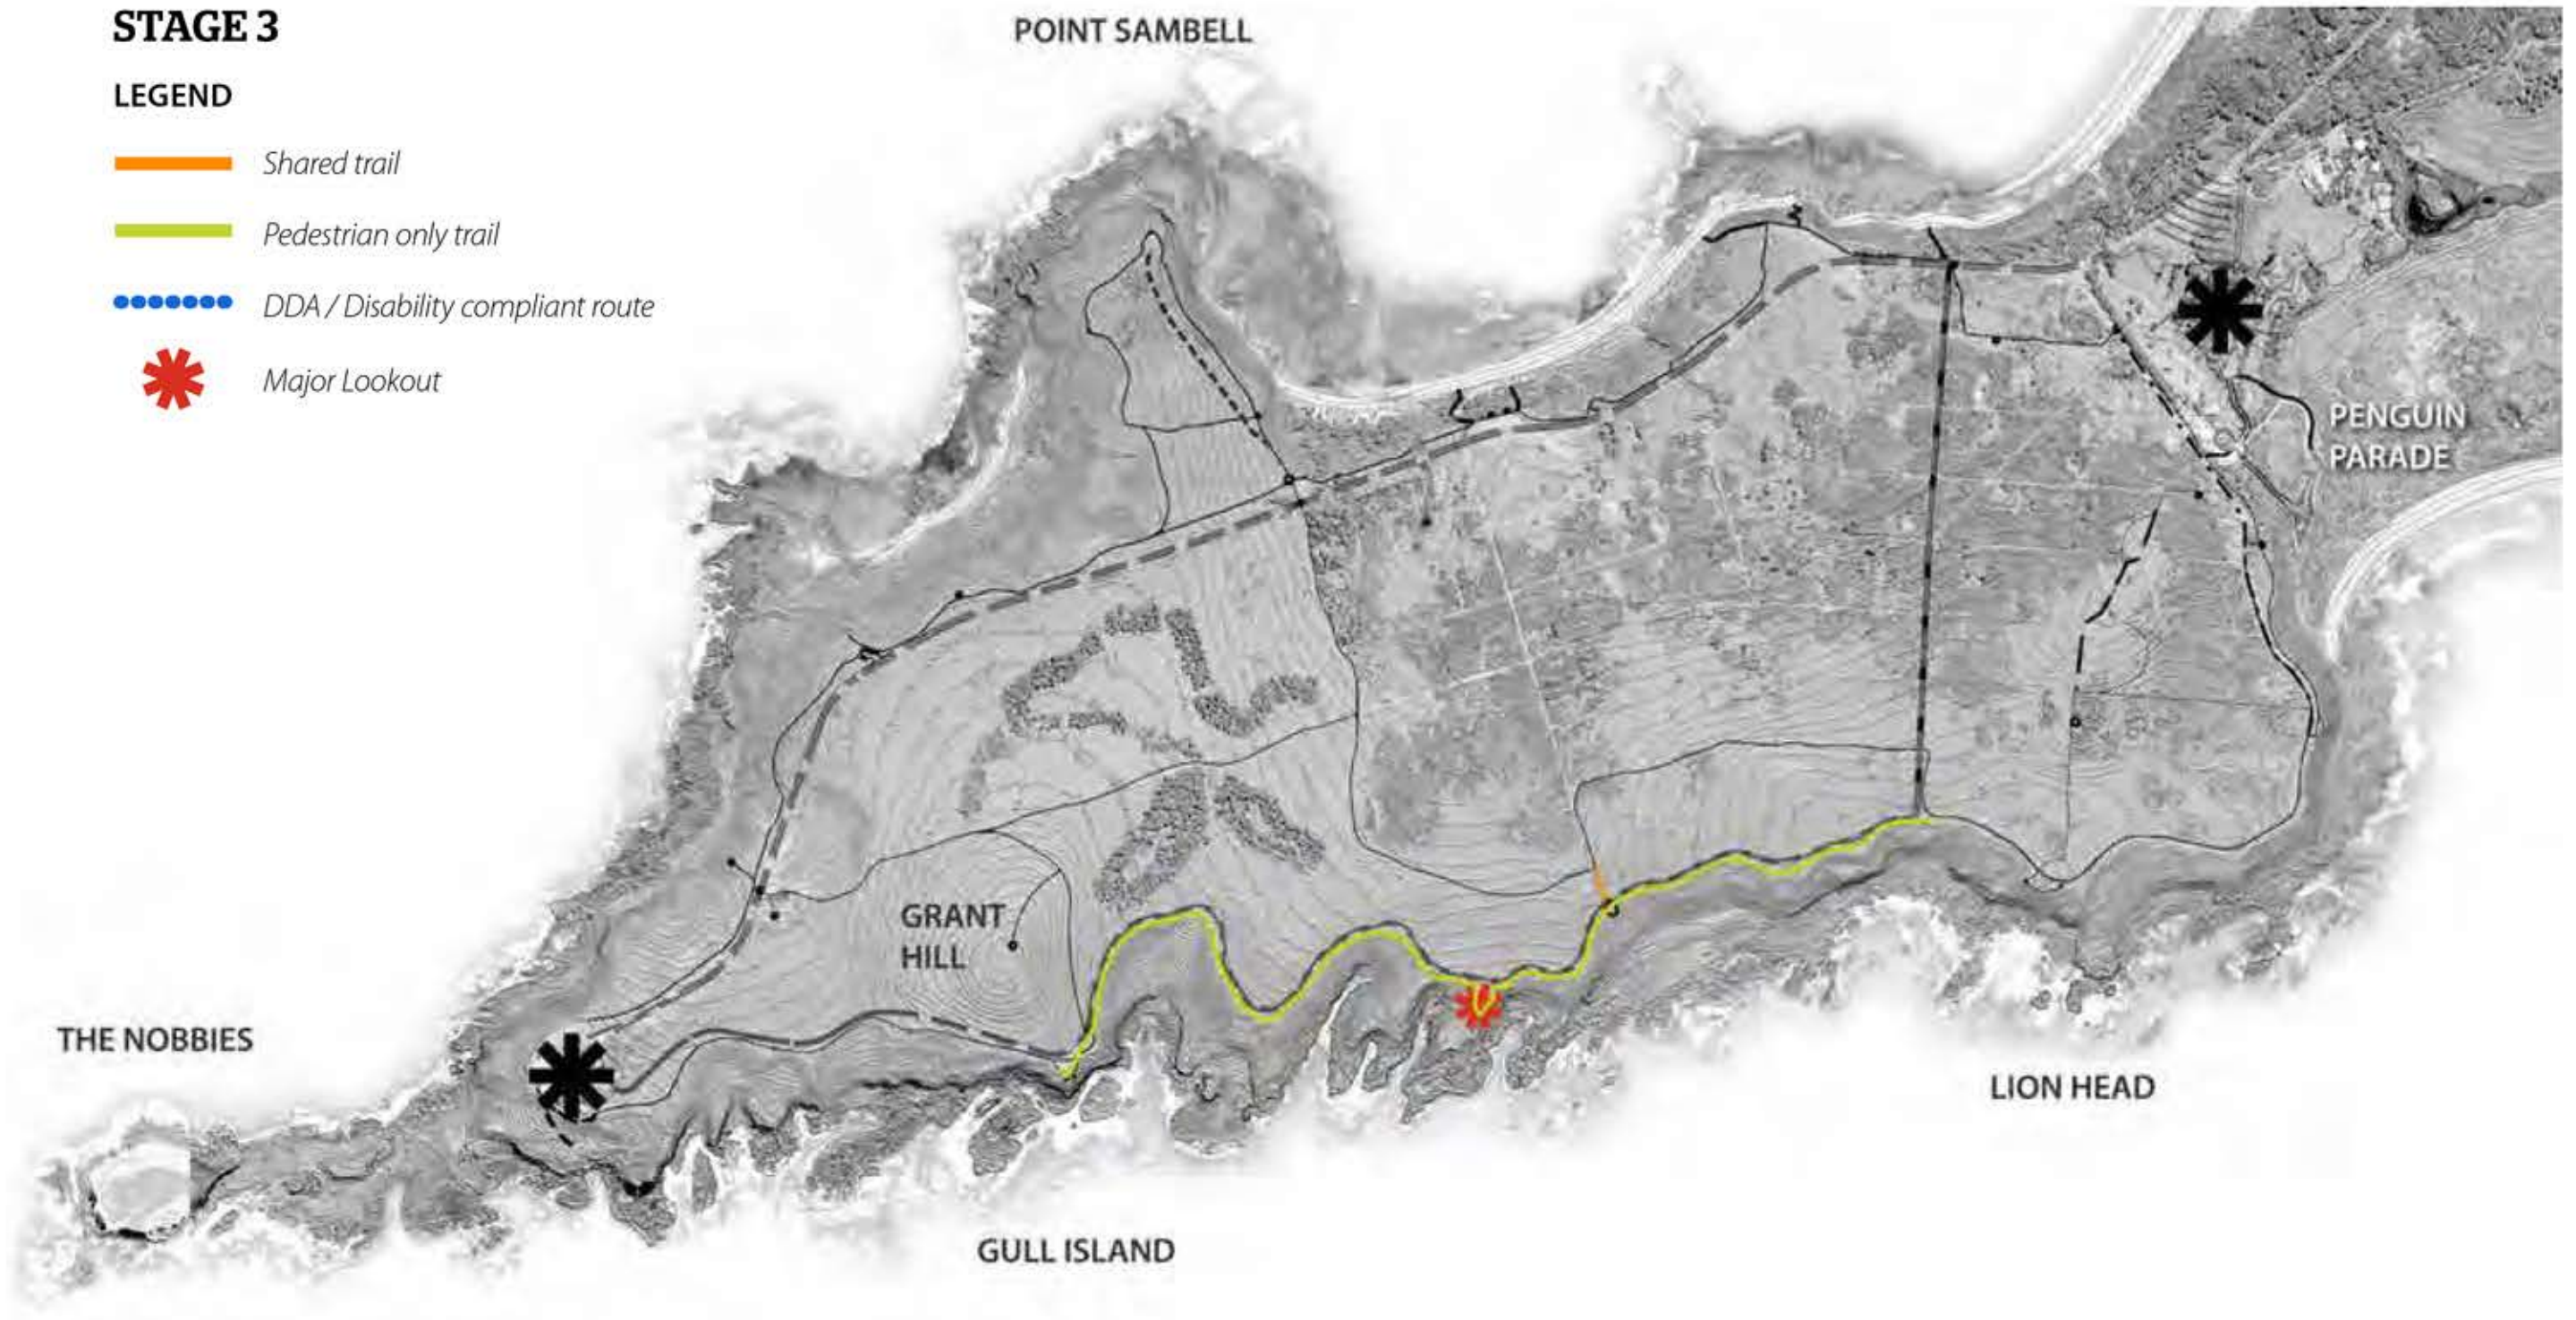 STAGE 3
LEGEND
Shared trail
Pedestrian only trail
DDA / Disability compliant route
Major Lookout
POINT SAMBELL
PENGUIN
PARADE
GRANT
HILL
THE NOBBIES
LION HEAD
GULL ISLAND